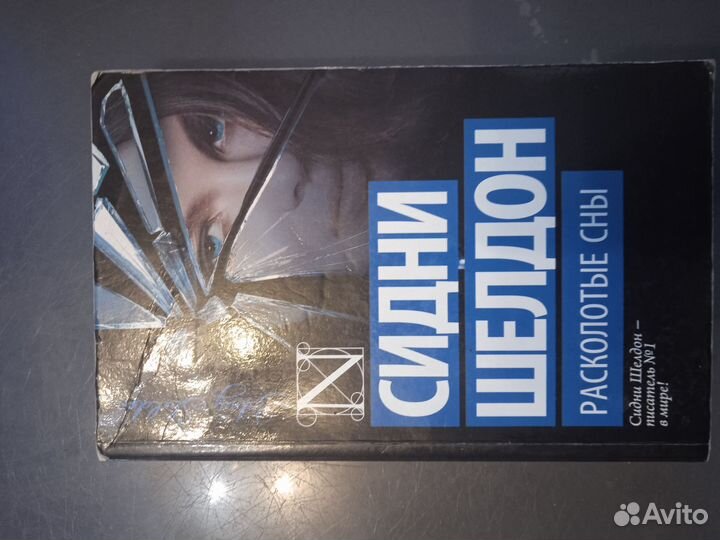 N
СИДНИ
ШЕЛДОН
РАСКОЛОТЫЕ СНЫ
Сидни Шелдон –
писатель №1
в мире!
Avito